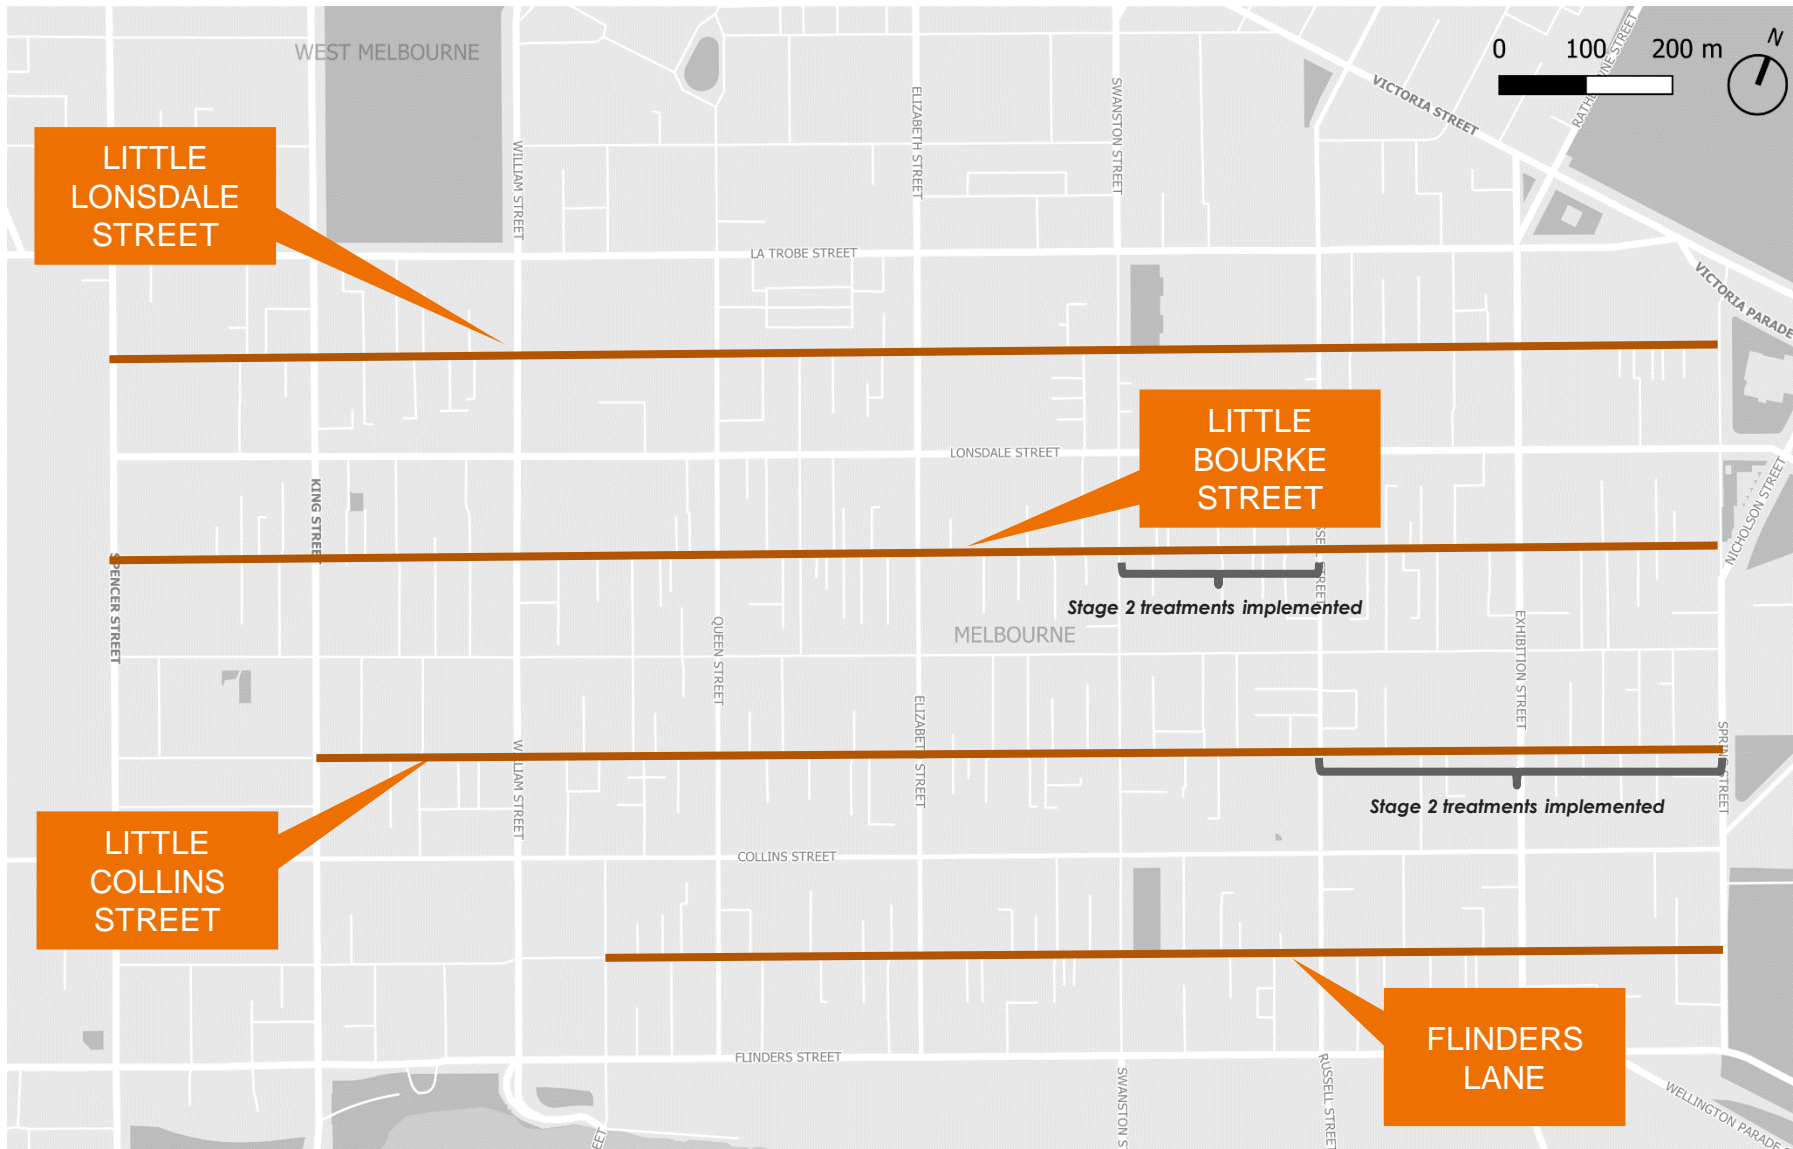 WEST MELBOURNE
0 100 200 m
N
VICTORIA STREET
ELIZABETH STREET
SWANSTON STREET
WILLIAM STREET
LITTLE
LONSDALE
STREET
LA TROBE STREET
VICTORIA PARADE
LITTLE
BOURKE
STREET
LONSDALE STREET
KING STREET
NICHOLSON STREET
SPENCER STREET
Stage 2 treatments implemented
MELBOURNE
QUEEN STREET
EXHIBITION STREET
ELIZABETH STREET
WILLIAM STREET
SPRING STREET
Stage 2 treatments implemented
LITTLE
COLLINS
STREET
COLLINS STREET
FLINDERS
LANE
FLINDERS STREET
SWANSTON S
RUSSELL STREET
WELLINGTON PARADE